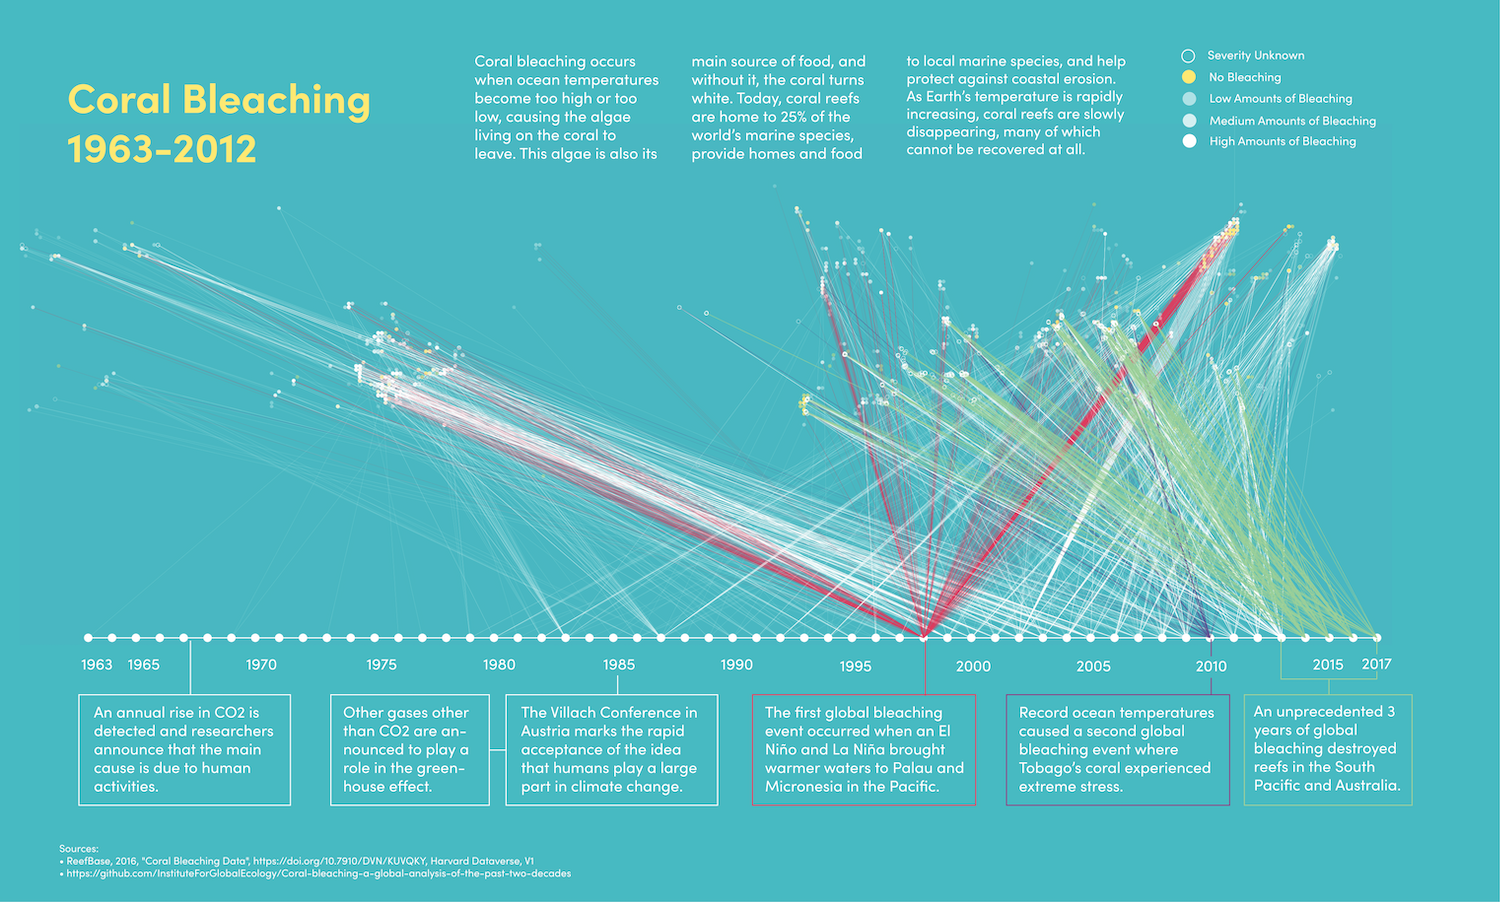 Coral Bleaching
1963-2012
Coral bleaching occurs
when ocean temperatures
become too high or too
low, causing the algae
living on the coral to
leave. This algae is also its
main source of food, and
without it, the coral turns
white. Today, coral reefs
are home to 25% of the
world's marine species,
provide homes and food
to local marine species, and help
protect against coastal erosion.
As Earth's temperature is rapidly
increasing, coral reefs are slowly
disappearing, many of which
cannot be recovered at all.
Severity Unknown
No Bleaching
Low Amounts of Bleaching
Medium Amounts of Bleaching
High Amounts of Bleaching
1963 1965 1970 1975 1980 1985 1990 1995 2000 2005 2010 2015 2017
An annual rise in CO2 is
detected and researchers
announce that the main
cause is due to human
activities.
Other gases other
than CO2 are an-
nounced to play a
role in the green-
house effect.
The Villach Conference in
Austria marks the rapid
acceptance of the idea
that humans play a large
part in climate change.
The first global bleaching
event occurred when an El
Niño and La Niña brought
warmer waters to Palau and
Micronesia in the Pacific.
Record ocean temperatures
caused a second global
bleaching event where
Tobago's coral experienced
extreme stress.
An unprecedented 3
years of global
bleaching destroyed
reefs in the South
Pacific and Australia.
Sources:
• ReefBase, 2016, "Coral Bleaching Data", https://doi.org/10.7910/DVN/KUVQKY, Harvard Dataverse, V1
• https://github.com/InstituteForGlobalEcology/Coral-bleaching-a-global-analysis-of-the-past-two-decades